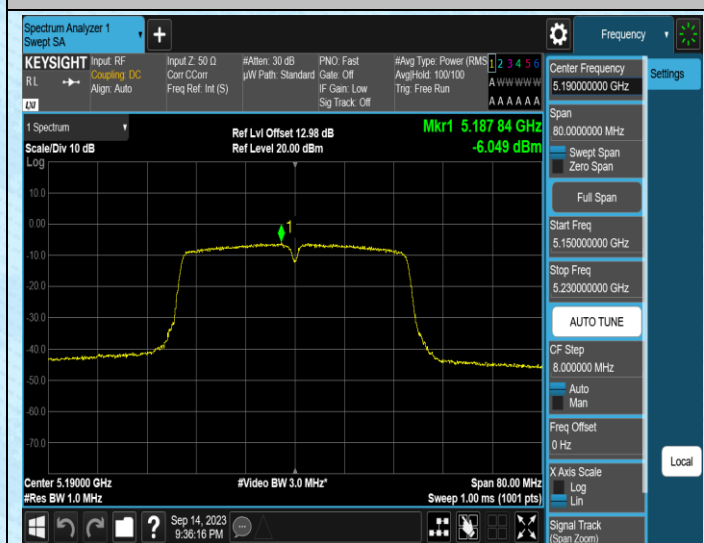 Spectrum Analyzer 1
Swept SA
Frequency
KEYSIGHT
RL
LXI
Input: RF
Coupling: DC
Align: Auto
Input Z: 50 Ω
Corr CCorr
Freq Ref: Int (S)
#Atten: 30 dB
µW Path: Standard
PNO: Fast
Gate: Off
IF Gain: Low
Sig Track: Off
#Avg Type: Power (RMS
Avg|Hold: 100/100
Trig: Free Run
1 2 3 4 5 6
A W W W W W
A A A A A A
1 Spectrum
Scale/Div 10 dB
Ref Lvl Offset 12.98 dB
Ref Level 20.00 dBm
Mkr1 5.187 84 GHz
-6.049 dBm
Log
10.0
0.00
-10.0
-20.0
-30.0
-40.0
-50.0
-60.0
-70.0
1
Center 5.19000 GHz
#Res BW 1.0 MHz
#Video BW 3.0 MHz*
Span 80.00 MHz
Sweep 1.00 ms (1001 pts)
Center Frequency
5.190000000 GHz
Settings
Span
80.0000000 MHz
Swept Span
Zero Span
Full Span
Start Freq
5.150000000 GHz
Stop Freq
5.230000000 GHz
AUTO TUNE
CF Step
8.000000 MHz
Auto
Man
Freq Offset
0 Hz
X Axis Scale
Log
Lin
Local
Signal Track
(Span Zoom)
?
Sep 14, 2023
9:36:16 PM